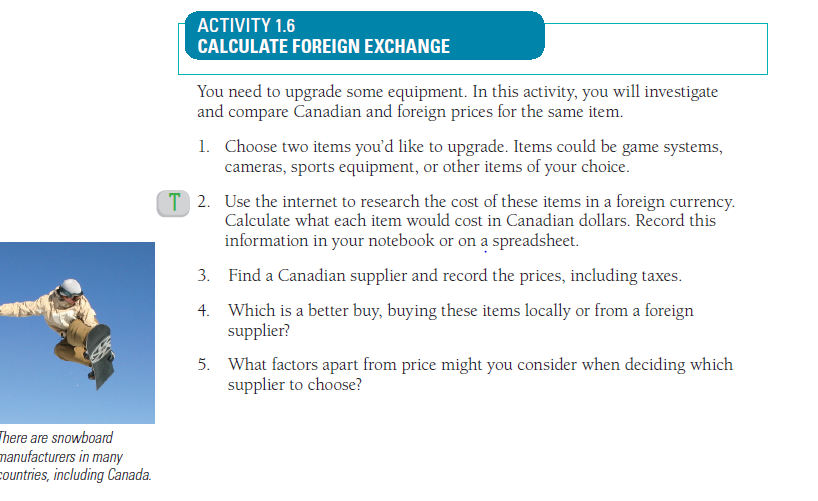 ACTIVITY 1.6
CALCULATE FOREIGN EXCHANGE
You need to upgrade some equipment. In this activity, you will investigate
and compare Canadian and foreign prices for the same item.
1. Choose two items you’d like to upgrade. Items could be game systems,
cameras, sports equipment, or other items of your choice.
T 2. Use the internet to research the cost of these items in a foreign currency.
Calculate what each item would cost in Canadian dollars. Record this
information in your notebook or on a spreadsheet.
3. Find a Canadian supplier and record the prices, including taxes.
4. Which is a better buy, buying these items locally or from a foreign
supplier?
5. What factors apart from price might you consider when deciding which
supplier to choose?
There are snowboard
manufacturers in many
countries, including Canada.